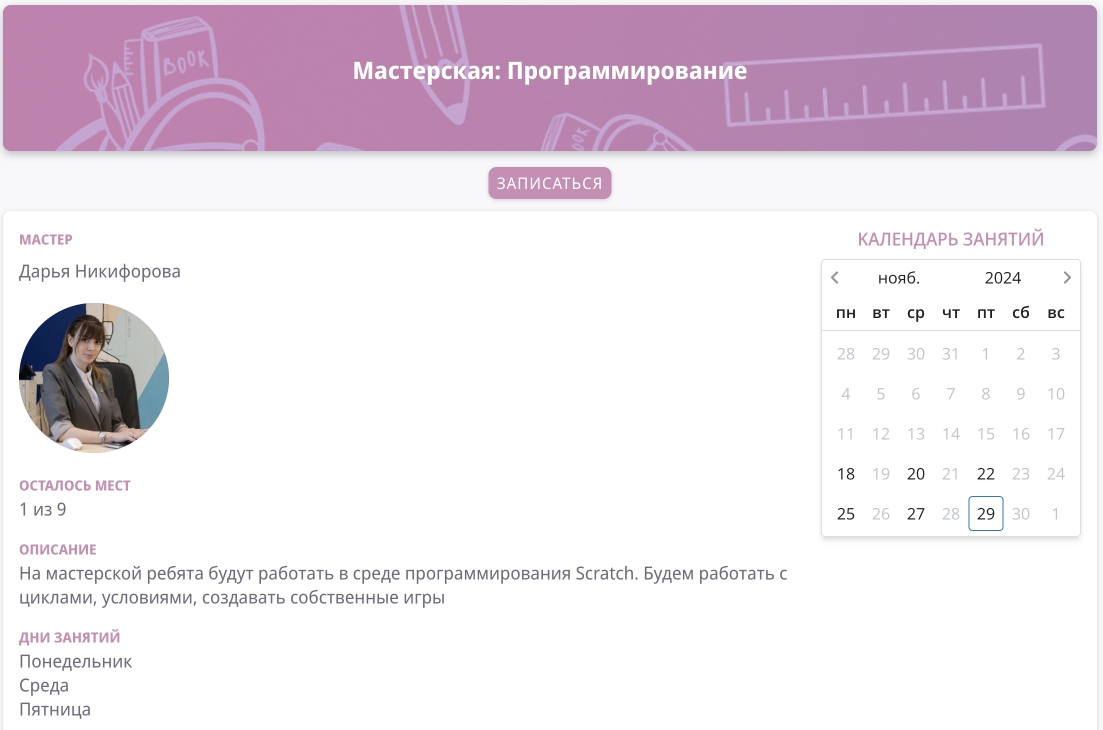 BOOK
Мастерская: Программирование
ЗАПИСАТЬСЯ
МАСТЕР
Дарья Никифорова
ОСТАЛОСЬ МЕСТ
1 из 9
ОПИСАНИЕ
На мастерской ребята будут работать в среде программирования Scratch. Будем работать с
циклами, условиями, создавать собственные игры
ДНИ ЗАНЯТИЙ
Понедельник
Среда
Пятница
КАЛЕНДАРЬ ЗАНЯТИЙ
нояб. 2024
пн вт ср чт пт сб вс
28 29 30 31 1 2 3
4 5 6 7 8 9 10
11 12 13 14 15 16 17
18 19 20 21 22 23 24
25 26 27 28 29 30 1